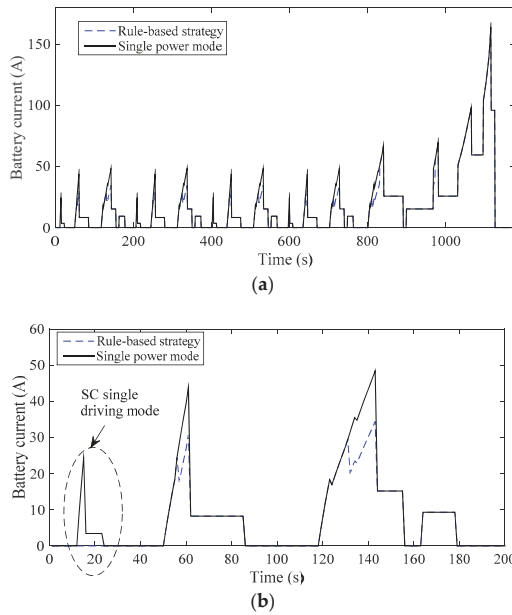 Rule-based strategy
Single power mode
Battery current (A)
150
100
50
0
0 200 400 600 800 1000
Time (s)
(a)
Rule-based strategy
Single power mode
SC single
driving mode
Battery current (A)
60
50
40
30
20
10
0
0 20 40 60 80 100 120 140 160 180 200
Time (s)
(b)